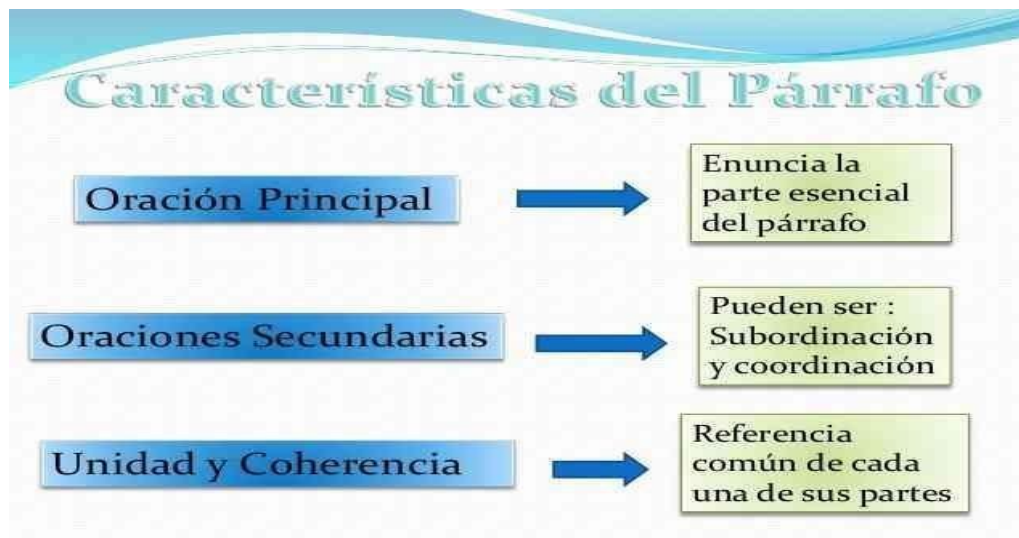 Características del Párrafo
Oración Principal
Enuncia la
parte esencial
del párrafo
Oraciones Secundarias
Pueden ser :
Subordinación
y coordinación
Unidad y Coherencia
Referencia
común de cada
una de sus partes